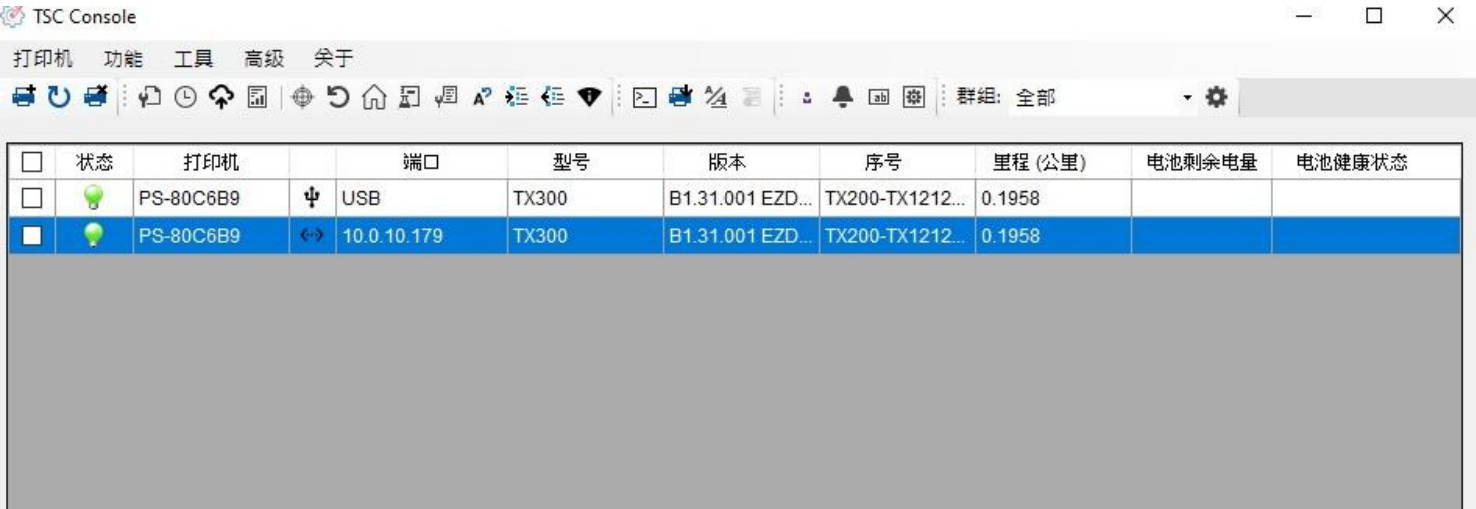 TSC Console
打印机 功能 工具 高级 关于
群组: 全部
状态 打印机 端口 型号 版本 序号 里程 (公里) 电池剩余电量 电池健康状态
PS-80C6B9 USB TX300 B1.31.001 EZD... TX200-TX1212... 0.1958
PS-80C6B9 10.0.10.179 TX300 B1.31.001 EZD... TX200-TX1212... 0.1958